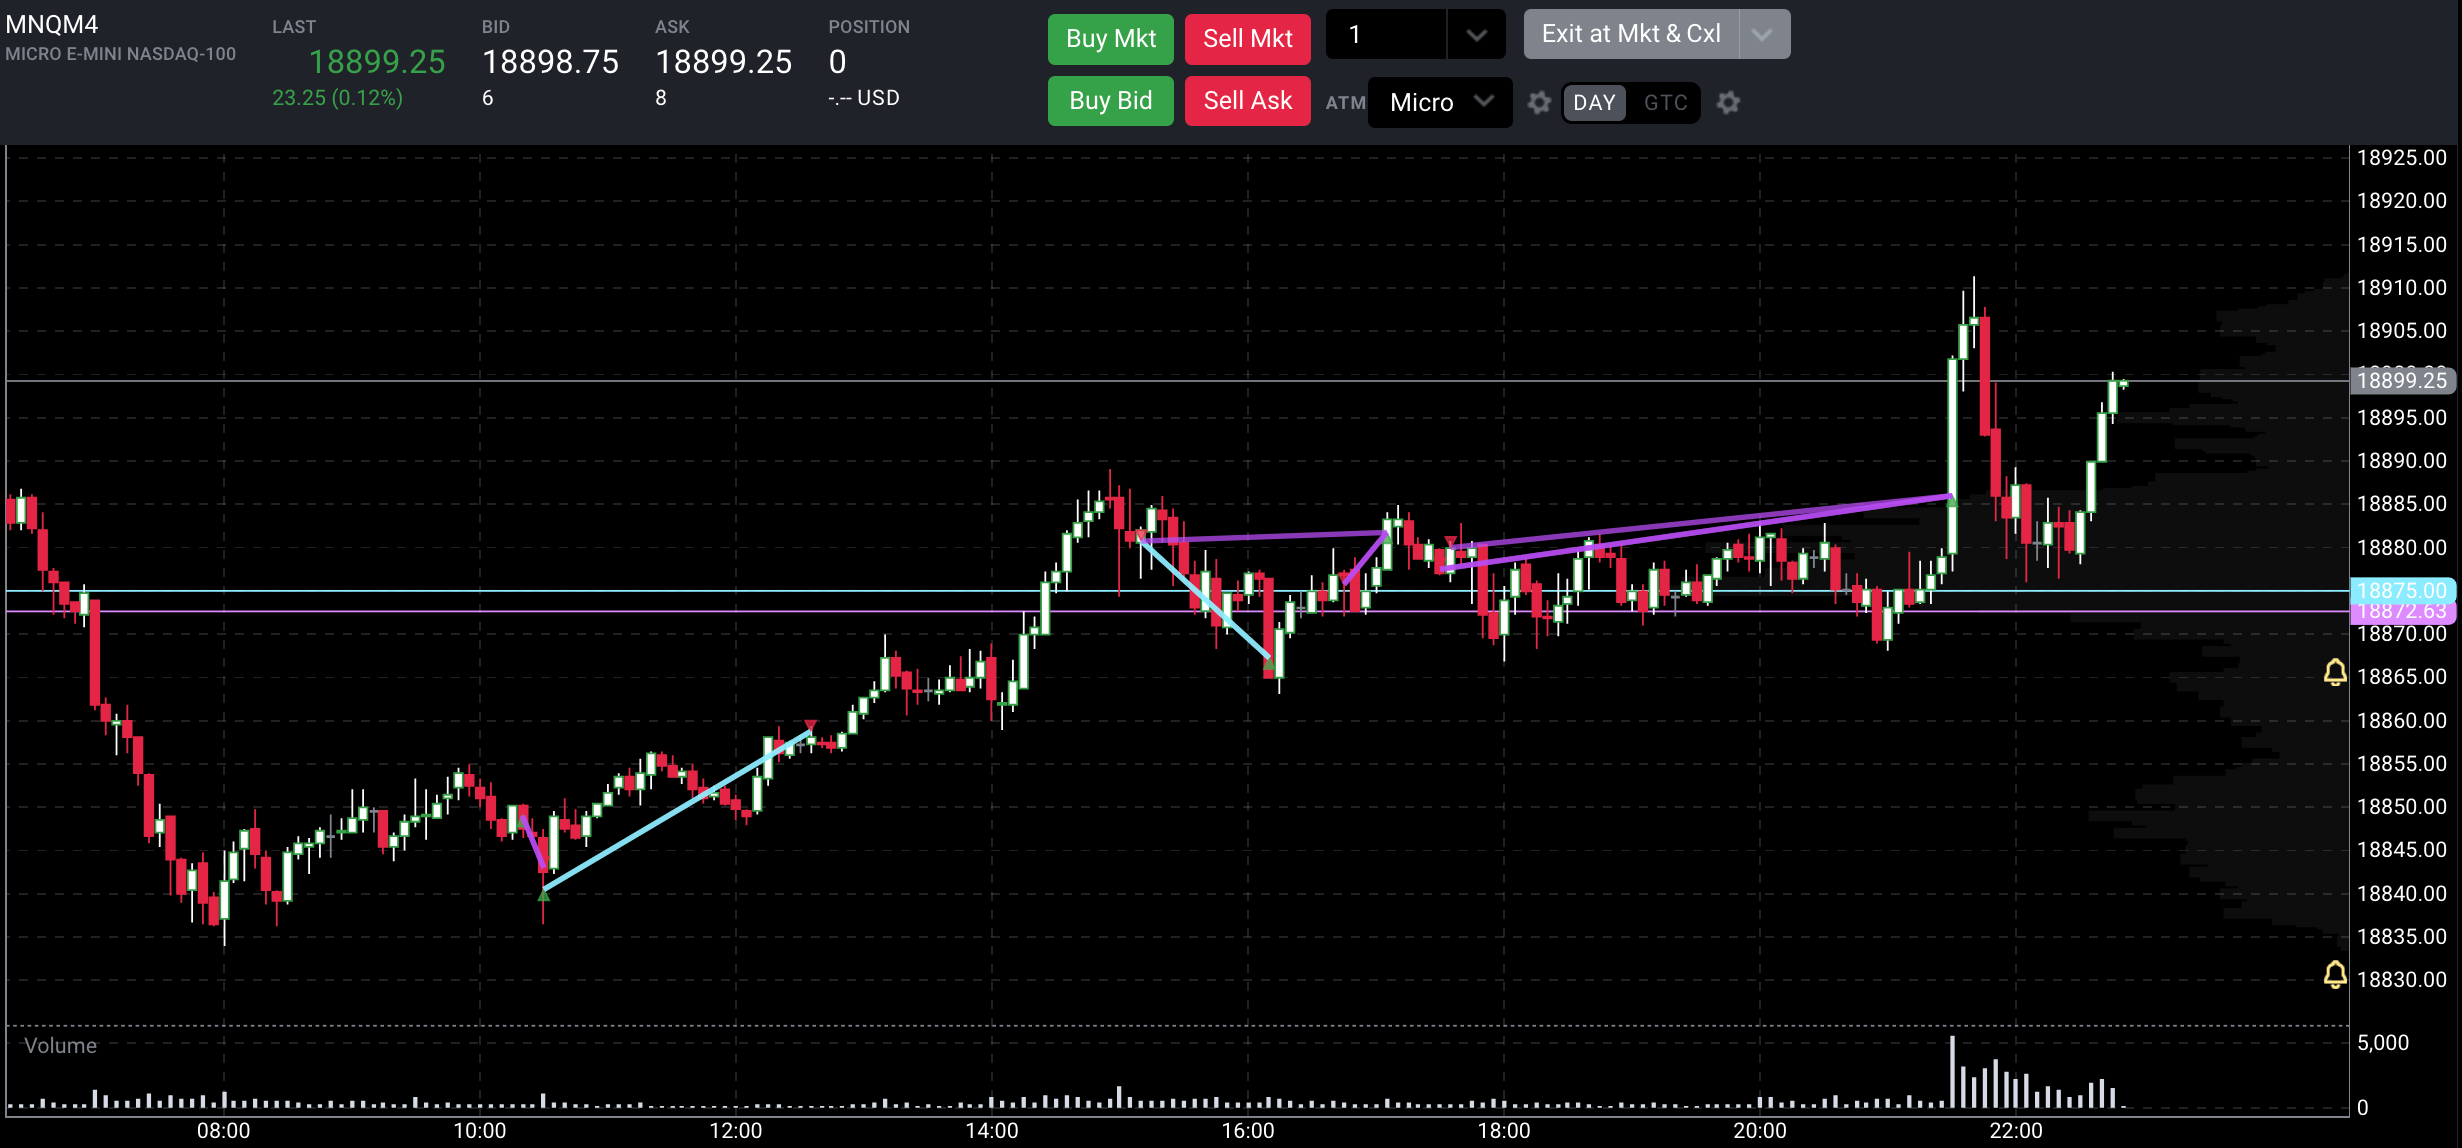 MNQM4
MICRO E-MINI NASDAQ-100
LAST
18899.25
23.25 (0.12%)
BID
18898.75
6
ASK
18899.25
8
POSITION
0
-.-- USD
Buy Mkt
Sell Mkt
1
Exit at Mkt & Cxl
Buy Bid
Sell Ask
ATM
Micro
DAY
GTC
18925.00
18920.00
18915.00
18910.00
18905.00
18899.25
18895.00
18890.00
18885.00
18880.00
18875.00
18872.63
18870.00
18865.00
18860.00
18855.00
18850.00
18845.00
18840.00
18835.00
18830.00
Volume
5,000
0
08:00 10:00 12:00 14:00 16:00 18:00 20:00 22:00